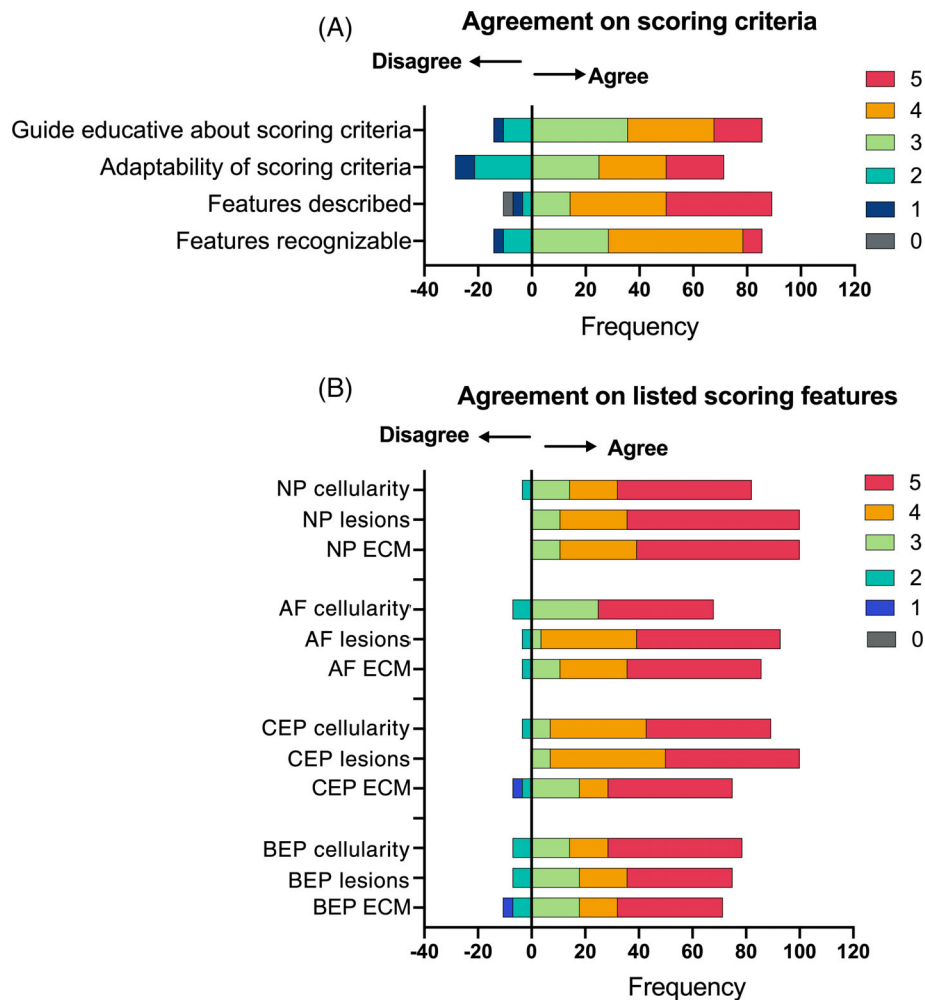 (A)
Agreement on scoring criteria
Disagree
Agree
Guide educative about scoring criteria
Adaptability of scoring criteria
Features described
Features recognizable
-40 -20 0 20 40 60 80 100 120
Frequency
5
4
3
2
1
0
(B)
Agreement on listed scoring features
Disagree
Agree
NP cellularity
NP lesions
NP ECM
AF cellularity
AF lesions
AF ECM
CEP cellularity
CEP lesions
CEP ECM
BEP cellularity
BEP lesions
BEP ECM
-40 -20 0 20 40 60 80 100 120
Frequency
5
4
3
2
1
0